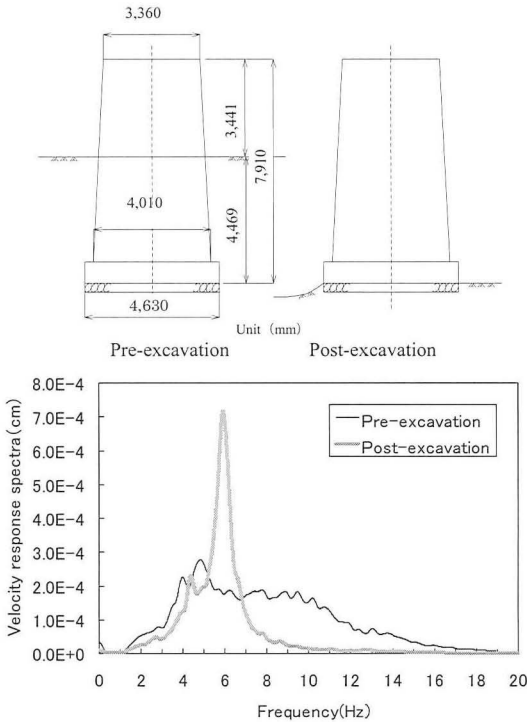 3,360
3,441
7,910
4,010
4,469
4,630
Unit (mm)
Pre-excavation
Post-excavation
8.0E-4
7.0E-4
6.0E-4
5.0E-4
4.0E-4
3.0E-4
2.0E-4
1.0E-4
0.0E+0
Velocity response spectra(cm)
Pre-excavation
Post-excavation
0 2 4 6 8 10 12 14 16 18 20
Frequency(Hz)